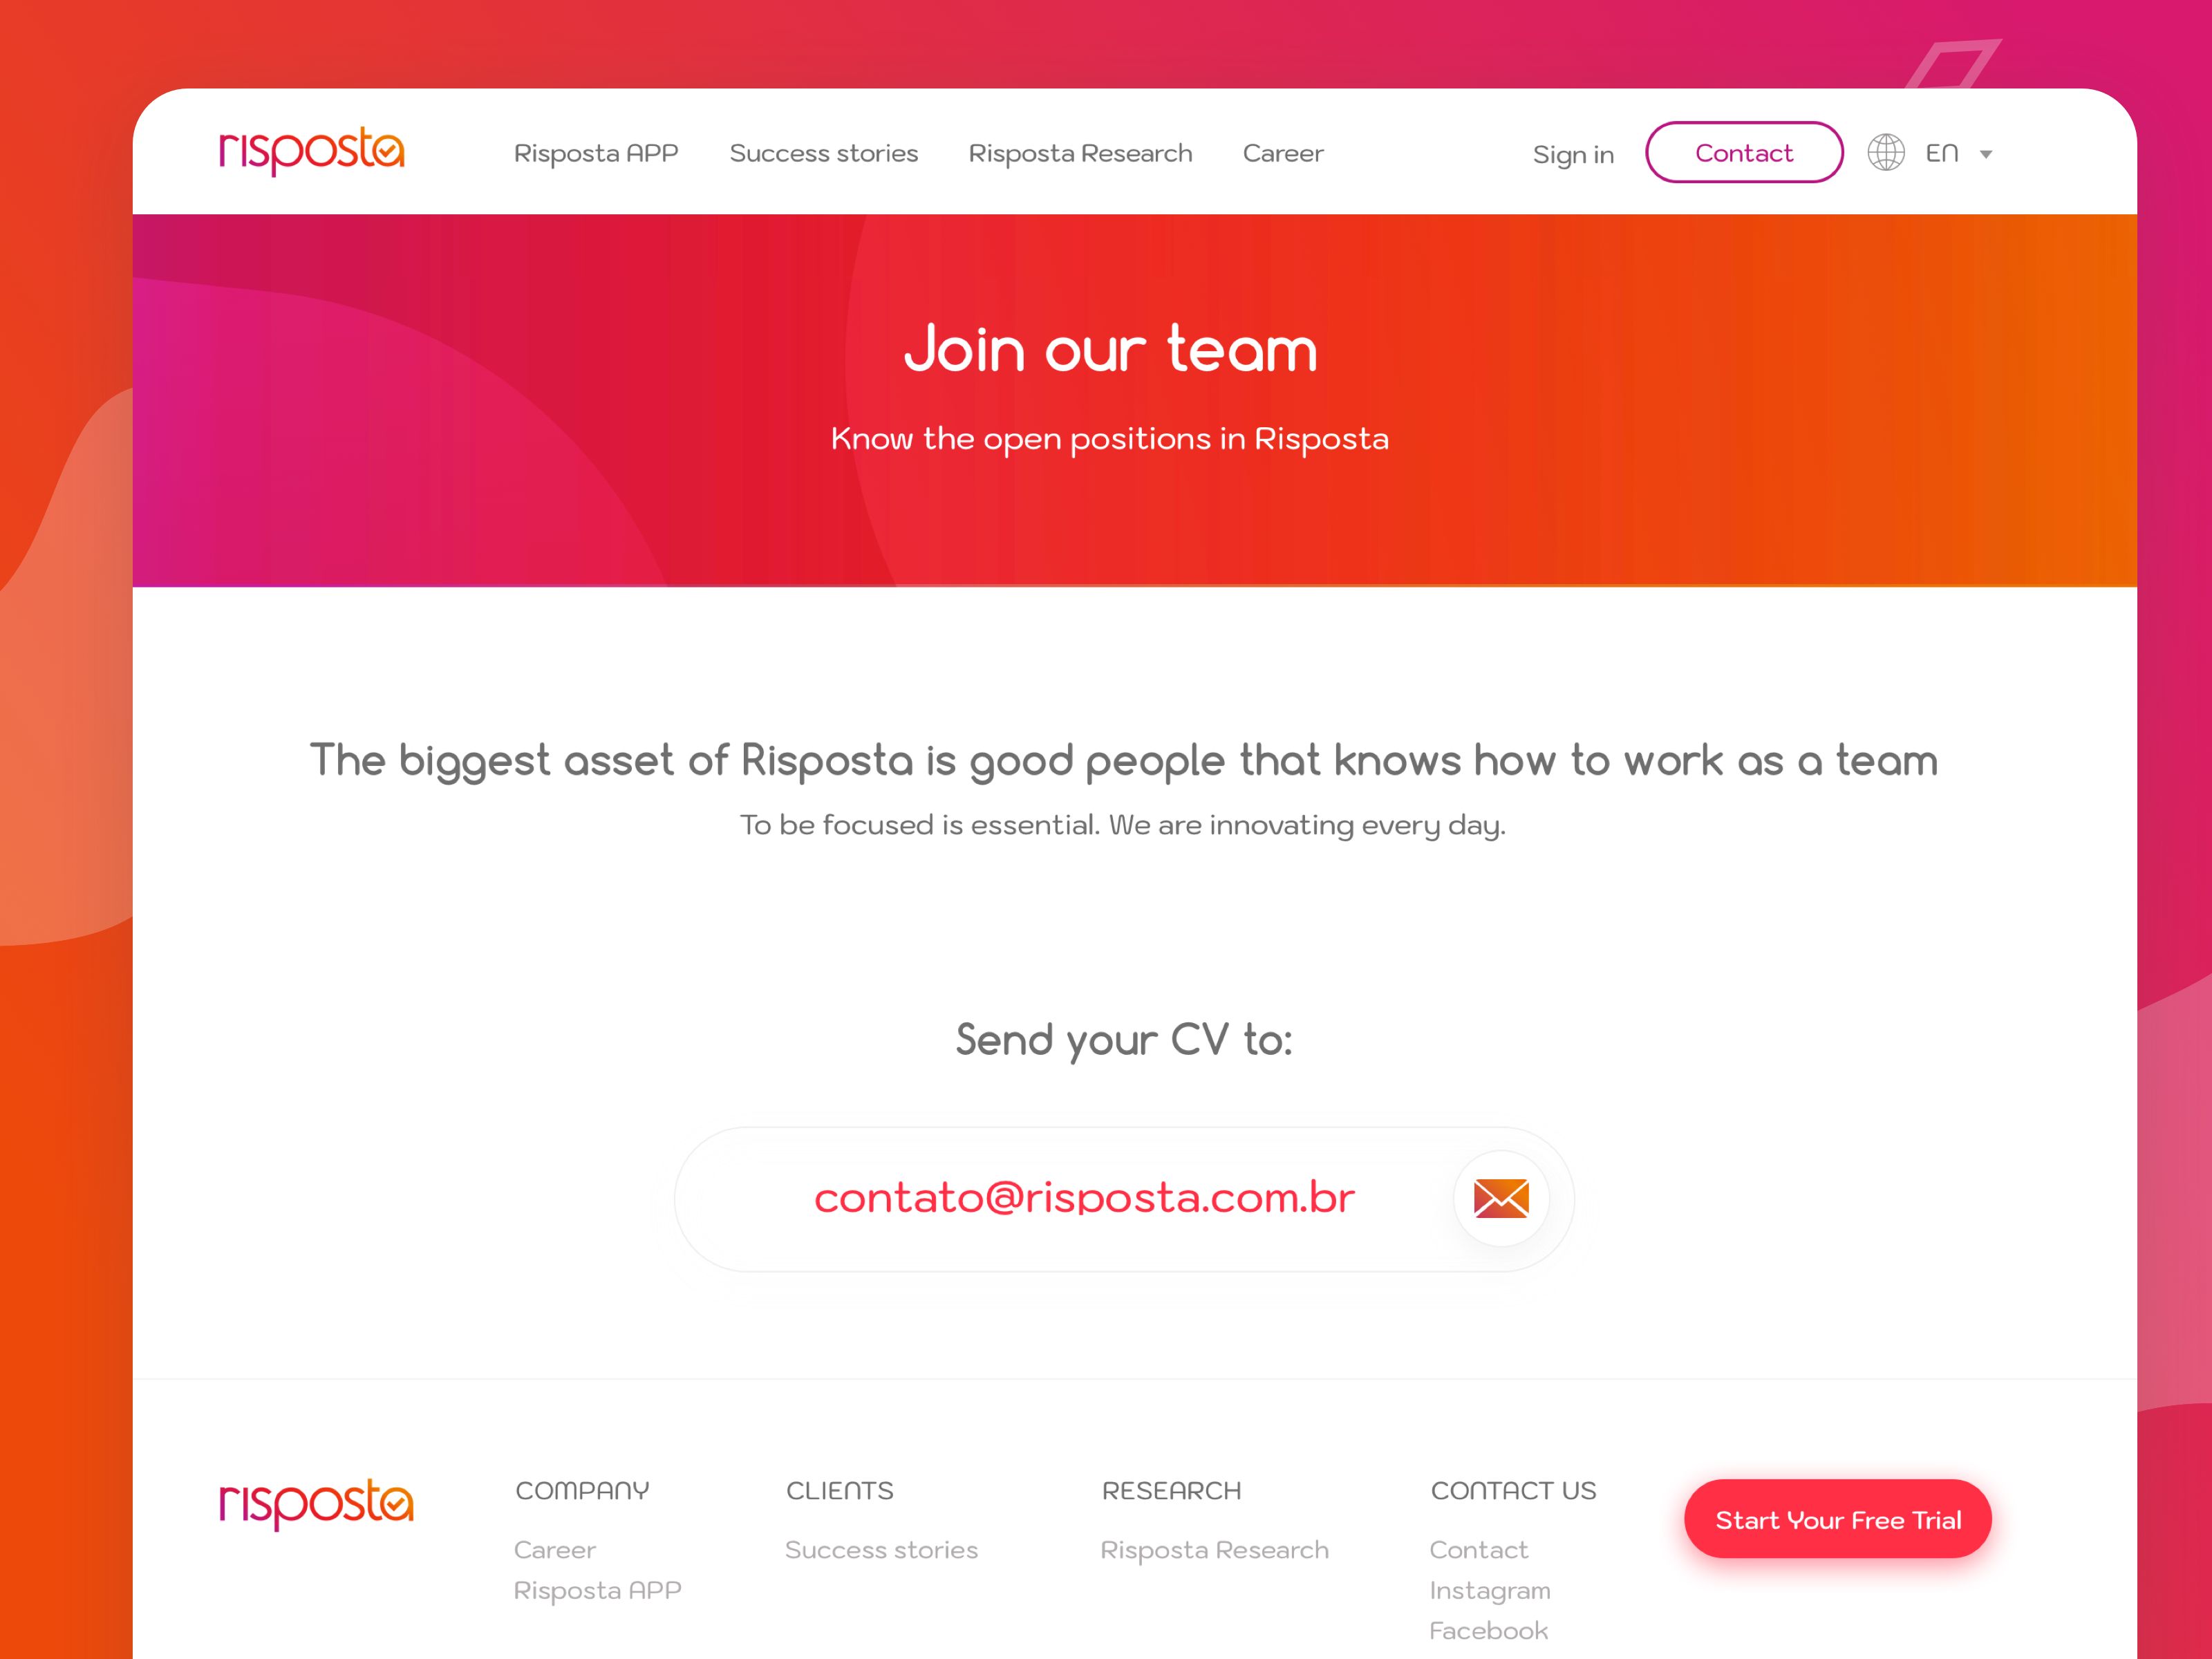 risposta
Risposta APP
Success stories
Risposta Research
Career
Sign in
Contact
EN
Join our team
Know the open positions in Risposta
The biggest asset of Risposta is good people that knows how to work as a team
To be focused is essential. We are innovating every day.
Send your CV to:
contato@risposta.com.br
risposta
COMPANY
Career
Risposta APP
CLIENTS
Success stories
RESEARCH
Risposta Research
CONTACT US
Contact
Instagram
Facebook
Start Your Free Trial